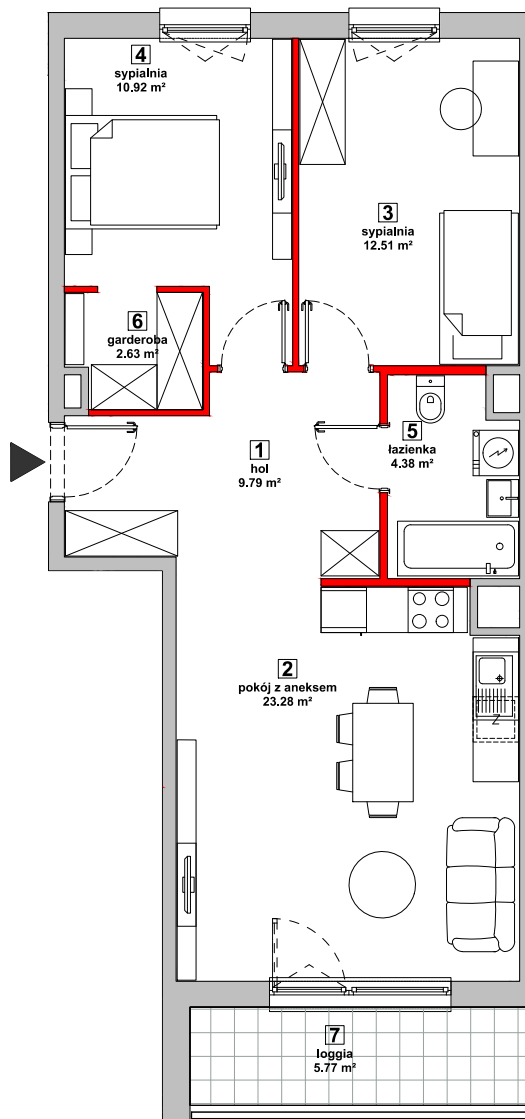 4
sypialnia
10.92 m²
3
sypialnia
12.51 m²
6
garderoba
2.63 m²
5
łazienka
4.38 m²
1
hol
9.79 m²
2
pokój z aneksem
23.28 m²
Z
7
loggia
5.77 m²